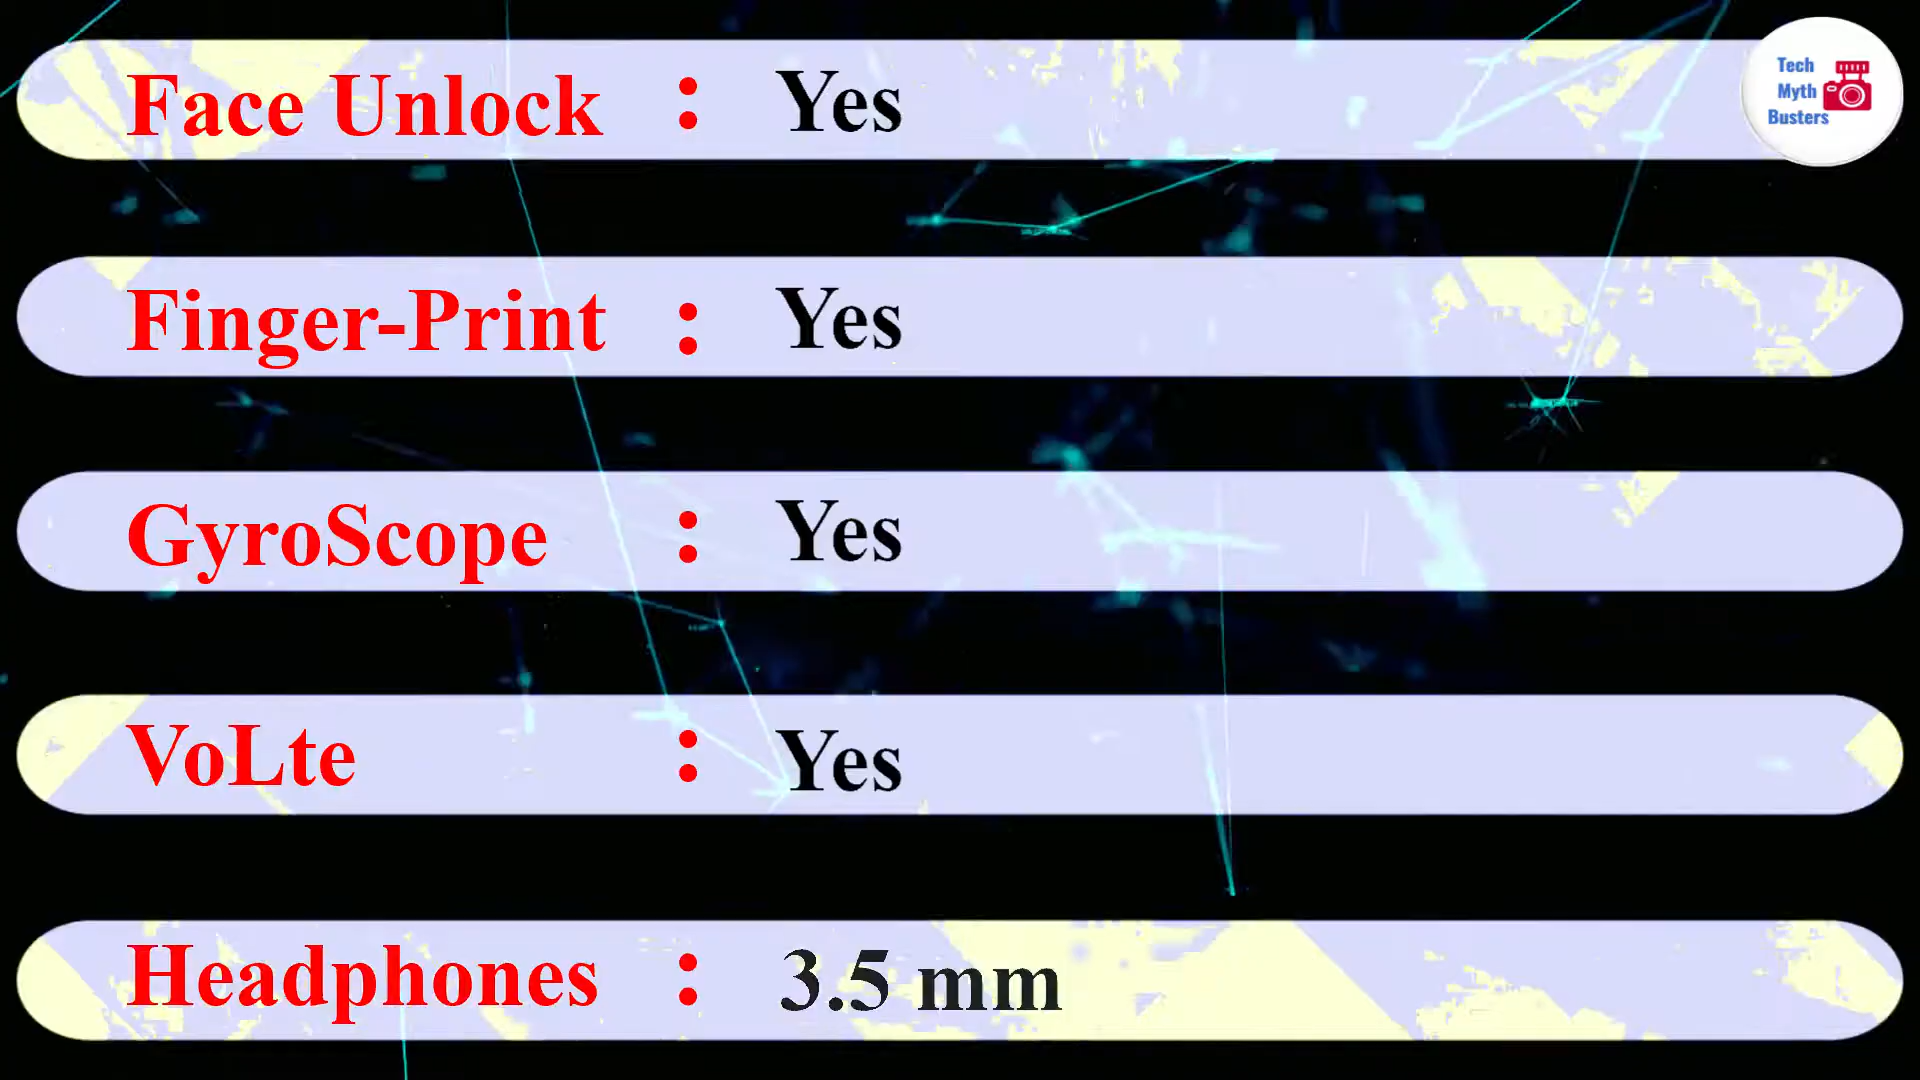 Face Unlock : Yes
Tech
Myth
Busters
Finger-Print : Yes
GyroScope : Yes
VoLte : Yes
Headphones : 3.5 mm